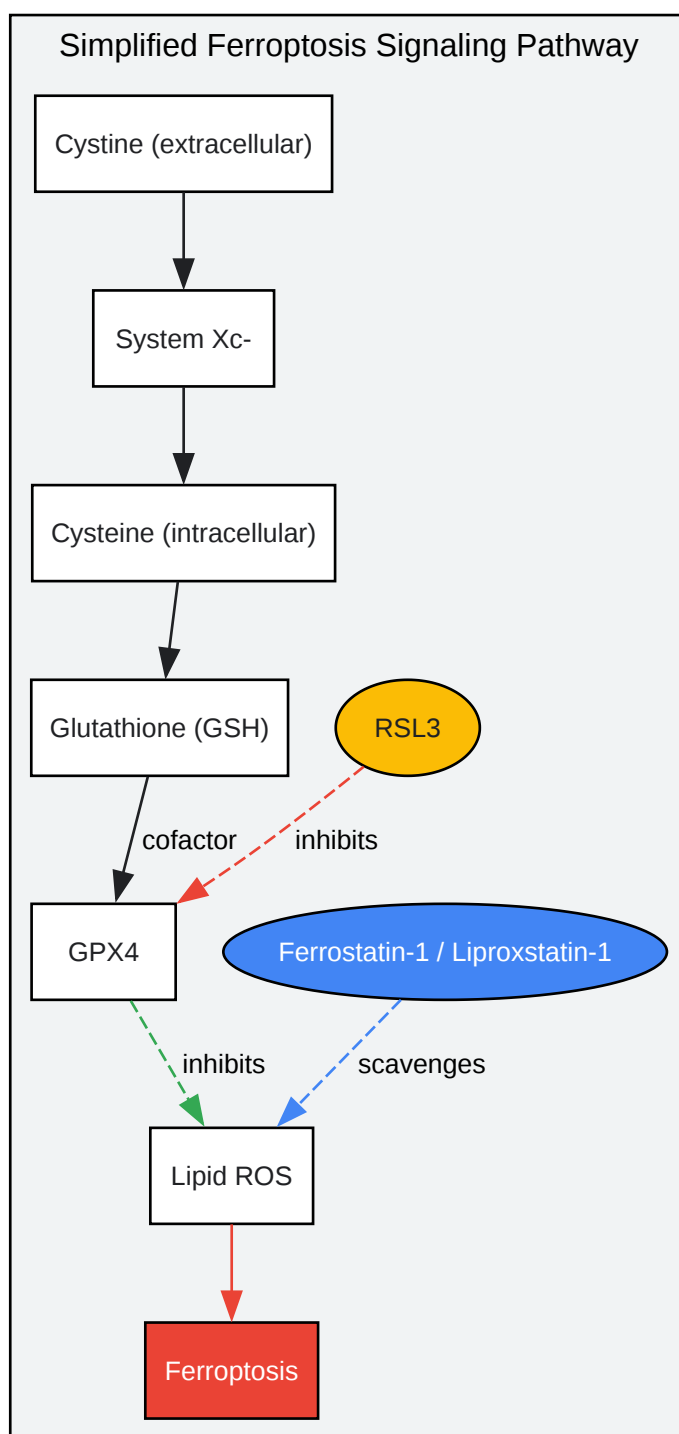 Simplified Ferroptosis Signaling Pathway
Cystine (extracellular)
System Xc-
Cysteine (intracellular)
Glutathione (GSH)
RSL3
cofactor
inhibits
GPX4
Ferrostatin-1 / Liproxstatin-1
inhibits
scavenges
Lipid ROS
Ferroptosis